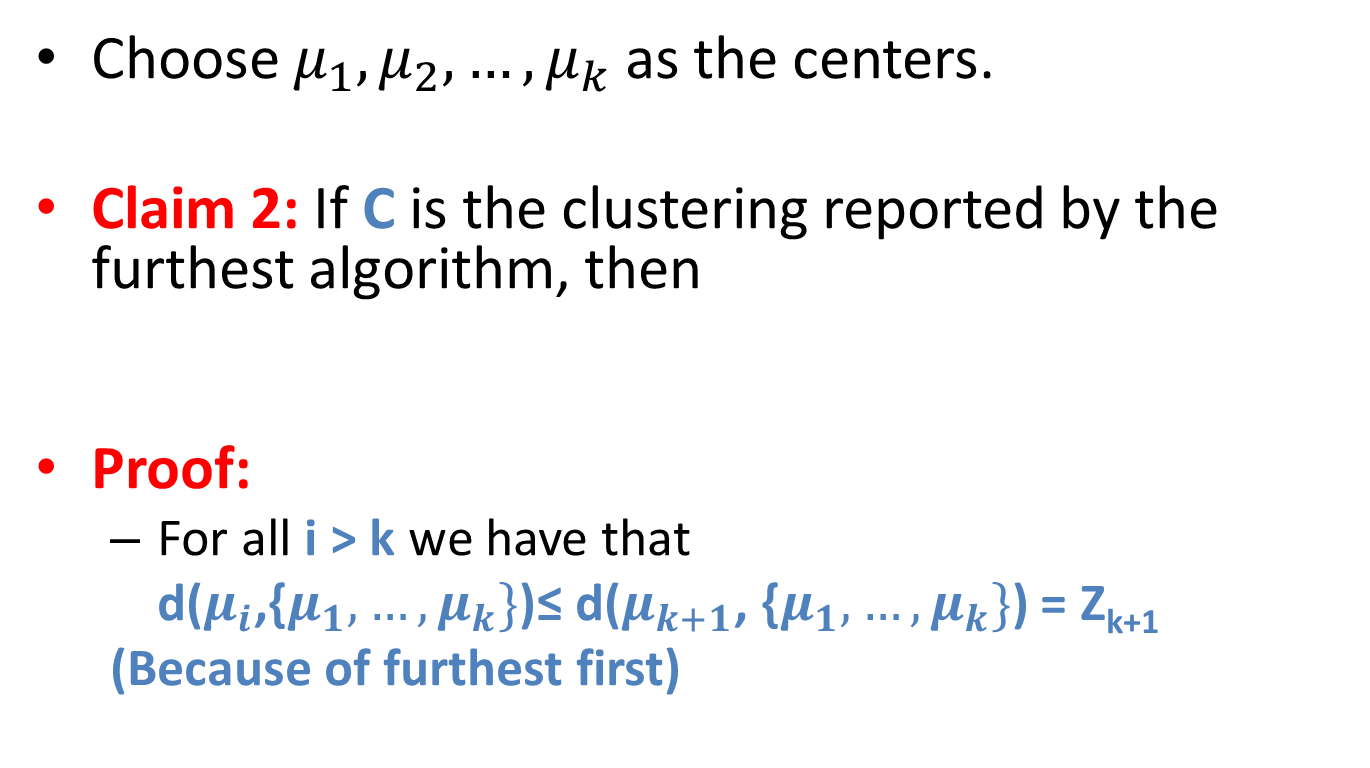 • Choose 𝜇₁, 𝜇₂, … , 𝜇ₖ as the centers.
• Claim 2: If C is the clustering reported by the
furthest algorithm, then
• Proof:
– For all i > k we have that
d(𝝁ᵢ,{𝝁₁, … , 𝝁ₖ})≤ d(𝝁ₖ₊₁, {𝝁₁, … , 𝝁ₖ}) = Zₖ₊₁
(Because of furthest first)